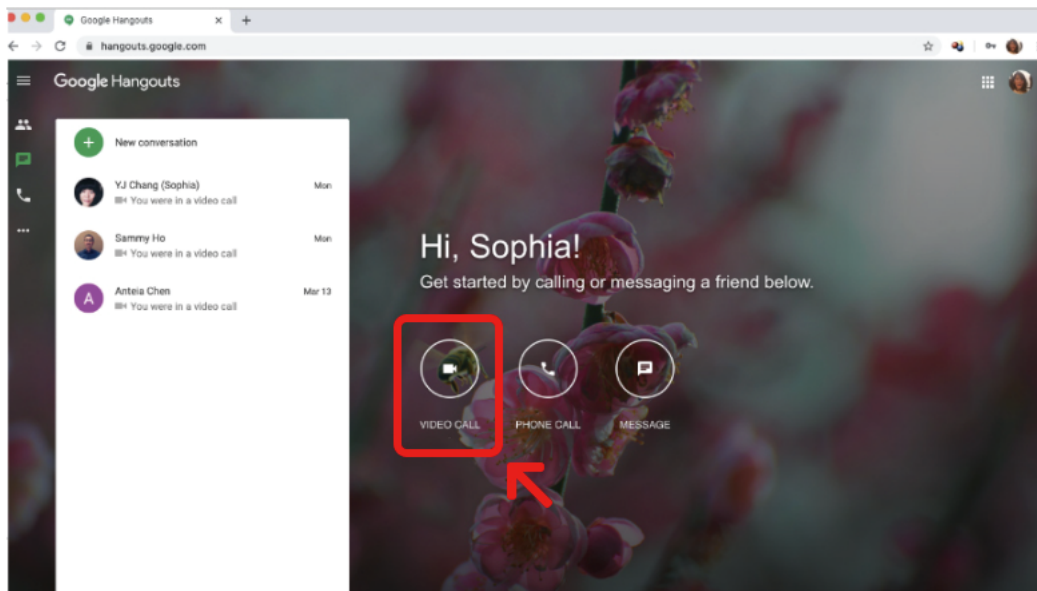 Google Hangouts
hangouts.google.com
Google Hangouts
New conversation
YJ Chang (Sophia) Mon
You were in a video call
Sammy Ho Mon
You were in a video call
A
Anteia Chen Mar 13
You were in a video call
Hi, Sophia!
Get started by calling or messaging a friend below.
VIDEO CALL PHONE CALL MESSAGE